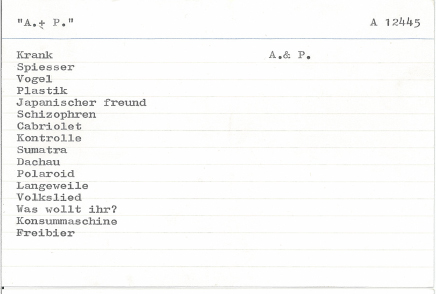 "A.& P." A 12445
Krank A.& P.
Spiesser
Vogel
Plastik
Japanischer freund
Schizophren
Cabriolet
Kontrolle
Sumatra
Dachau
Polaroid
Langeweile
Volkslied
Was wollt ihr?
Konsummaschine
Freibier